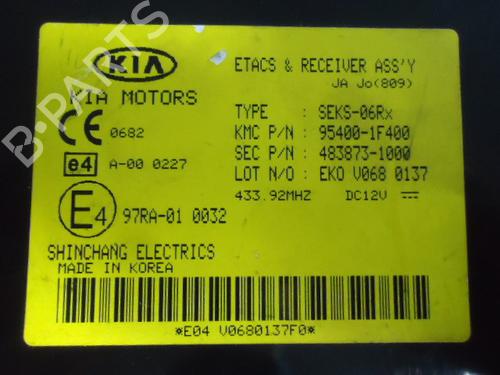 B-PARTS
KIA
ETACS & RECEIVER ASS'Y
JA Jo(809)
KIA MOTORS
CE 0682
TYPE : SEKS-06Rx
KMC P/N : 95400-1F400
e4 A-00 0227
SEC P/N : 483873-1000
LOT N/O : EKO V068 0137
433.92MHZ DC12V
E4 97RA-01 0032
SHINCHANG ELECTRICS
MADE IN KOREA
*E04 V0680137F0*